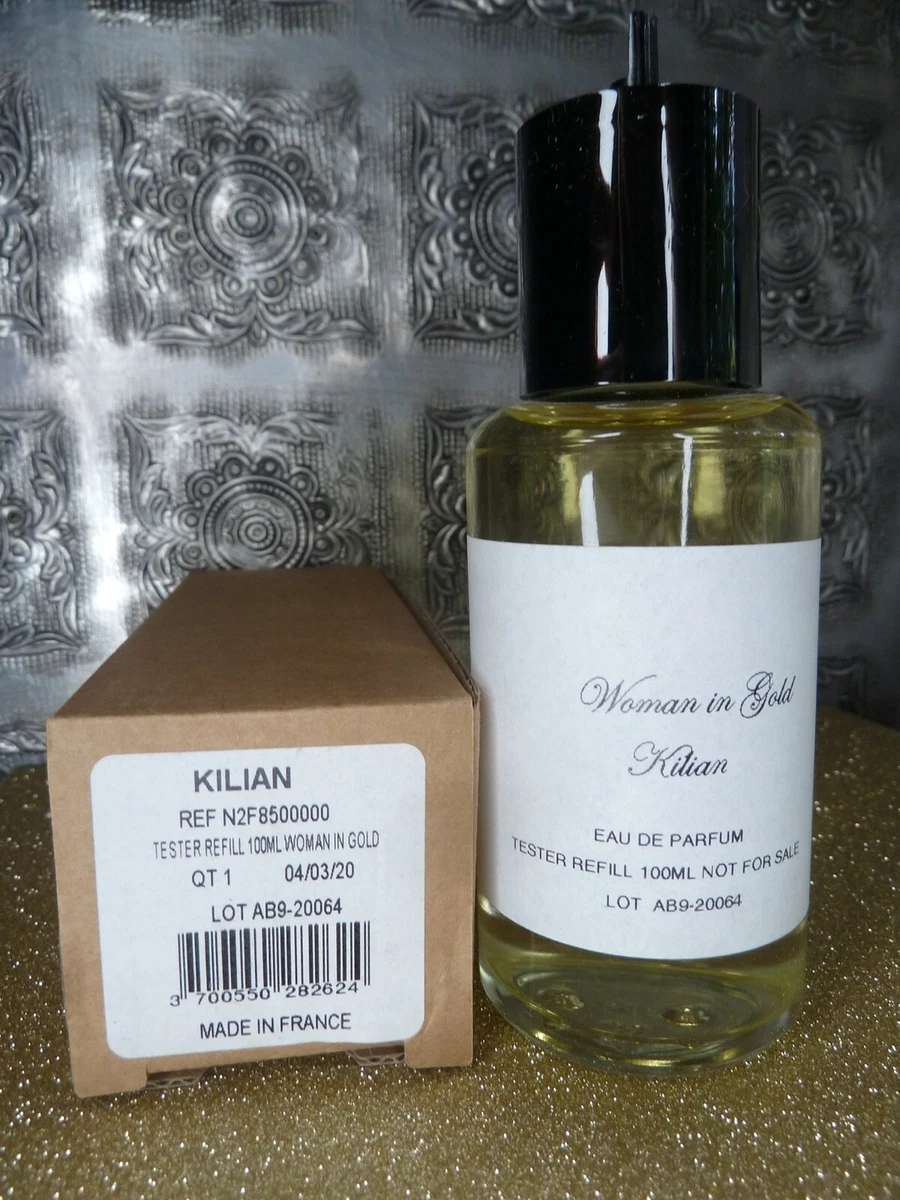 KILIAN
REF N2F8500000
TESTER REFILL 100ML WOMAN IN GOLD
QT 1 04/03/20
LOT AB9-20064
3 700550 282624
MADE IN FRANCE
Woman in Gold
Kilian
EAU DE PARFUM
TESTER REFILL 100ML NOT FOR SALE
LOT AB9-20064